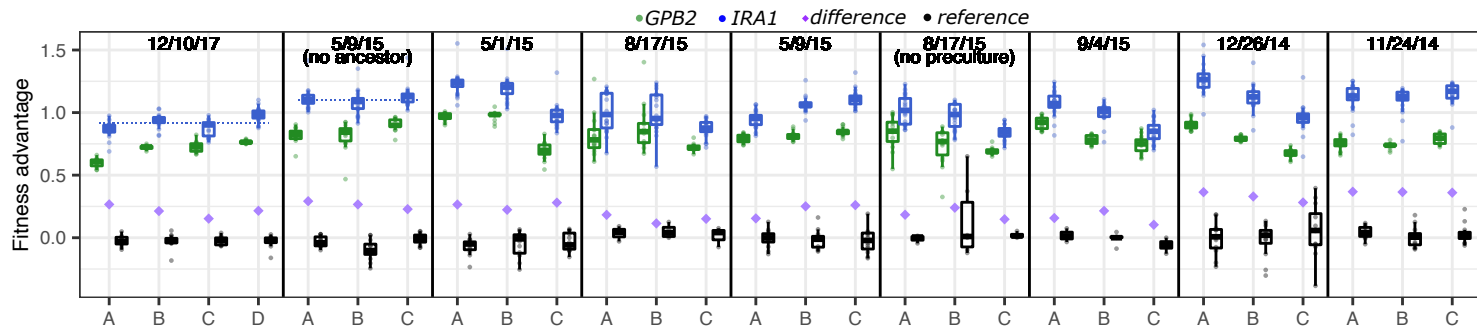 GPB2 IRA1 difference reference
12/10/17 5/9/15 5/1/15 8/17/15 5/9/15 8/17/15 9/4/15 12/26/14 11/24/14
(no ancestor) (no preculture)
Fitness advantage
1.5
1.0
0.5
0.0
A B C D A B C A B C A B C A B C A B C A B C A B C A B C